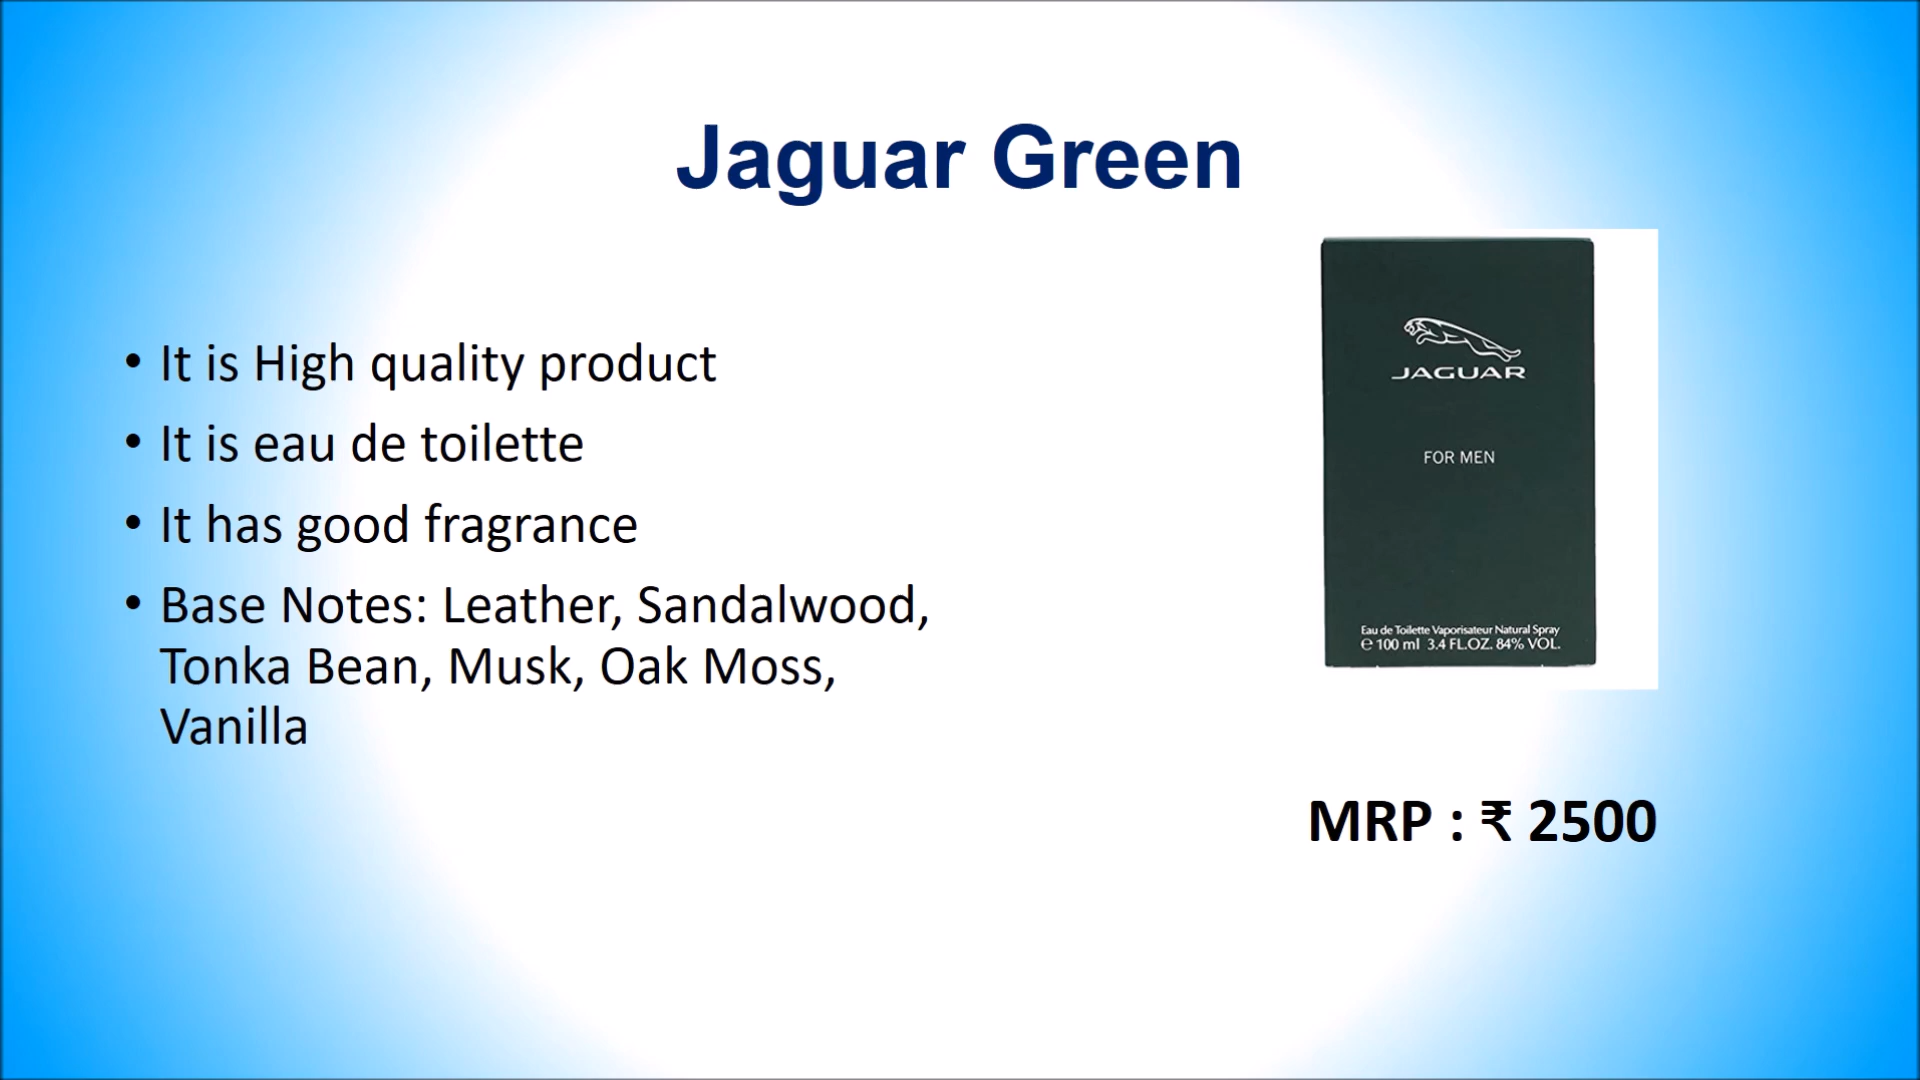 Jaguar Green
• It is High quality product
• It is eau de toilette
• It has good fragrance
• Base Notes: Leather, Sandalwood,
Tonka Bean, Musk, Oak Moss,
Vanilla
JAGUAR
FOR MEN
Eau de Toilette Vaporisateur Natural Spray
℮ 100 ml 3.4 FL.OZ. 84% VOL.
MRP : ₹ 2500